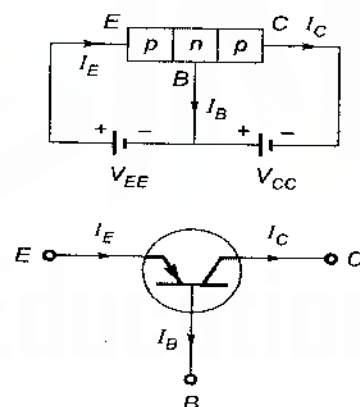 E C
I_E p n p I_C
B
I_B
+ − + −
V_EE V_CC
I_E I_C
E C
I_B
B